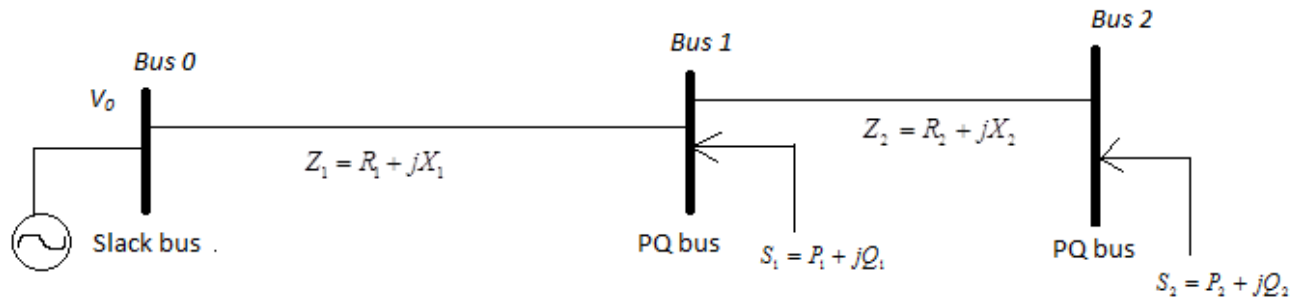 Bus 0
Bus 1
Bus 2
V₀
Z₁ = R₁ + jX₁
Z₂ = R₂ + jX₂
Slack bus .
PQ bus
PQ bus
S₁ = P₁ + jQ₁
S₂ = P₂ + jQ₂